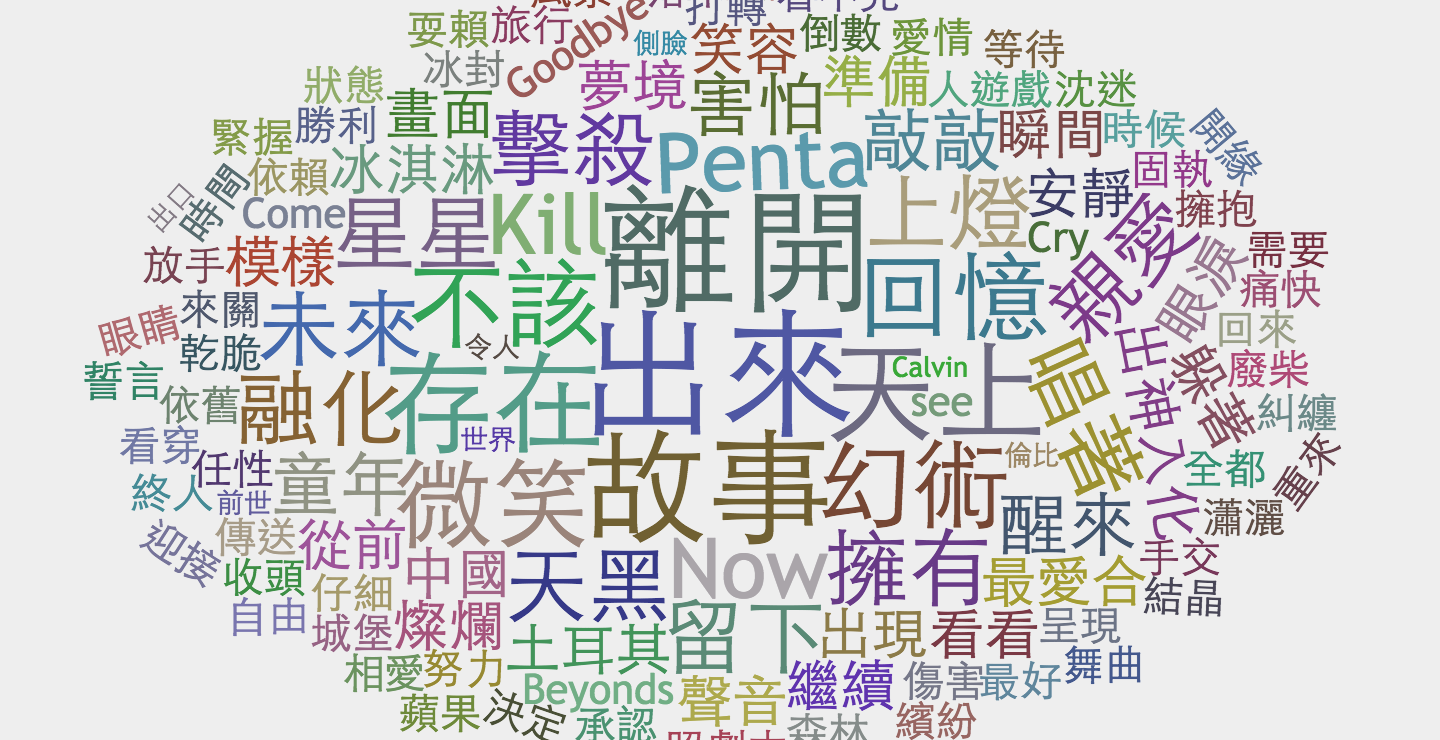 打轉
耍賴
旅行
Goodbye
側臉
笑容
倒數
愛情
等待
冰封
狀態
畫面
夢境
害怕
準備
人遊戲
沈迷
緊握
勝利
擊殺
Penta
敲敲
瞬間
時候
開緣
依賴
冰淇淋
固執
出口
時間
Come
星星
Kill
離開
上燈
安靜
擁抱
Cry
親愛
需要
放手
模樣
不該
回憶
眼淚
痛快
眼睛
來關
未來
回來
乾脆
令人
出來
天上
Calvin
see
唱著
出神入化
躲著
廢柴
誓言
依舊
融化
存在
糾纏
看穿
世界
任性
童年
微笑
故事
幻術
倫比
全都
重來
終人
前世
醒來
瀟灑
迎接
傳送
從前
手交
收頭
中國
天黑
Now
擁有
最愛合
結晶
仔細
自由
城堡
燦爛
土耳其
留下
出現
看看
呈現
相愛
努力
Beyonds
聲音
繼續
傷害
最好
舞曲
蘋果
決定
承認
森林
繽紛